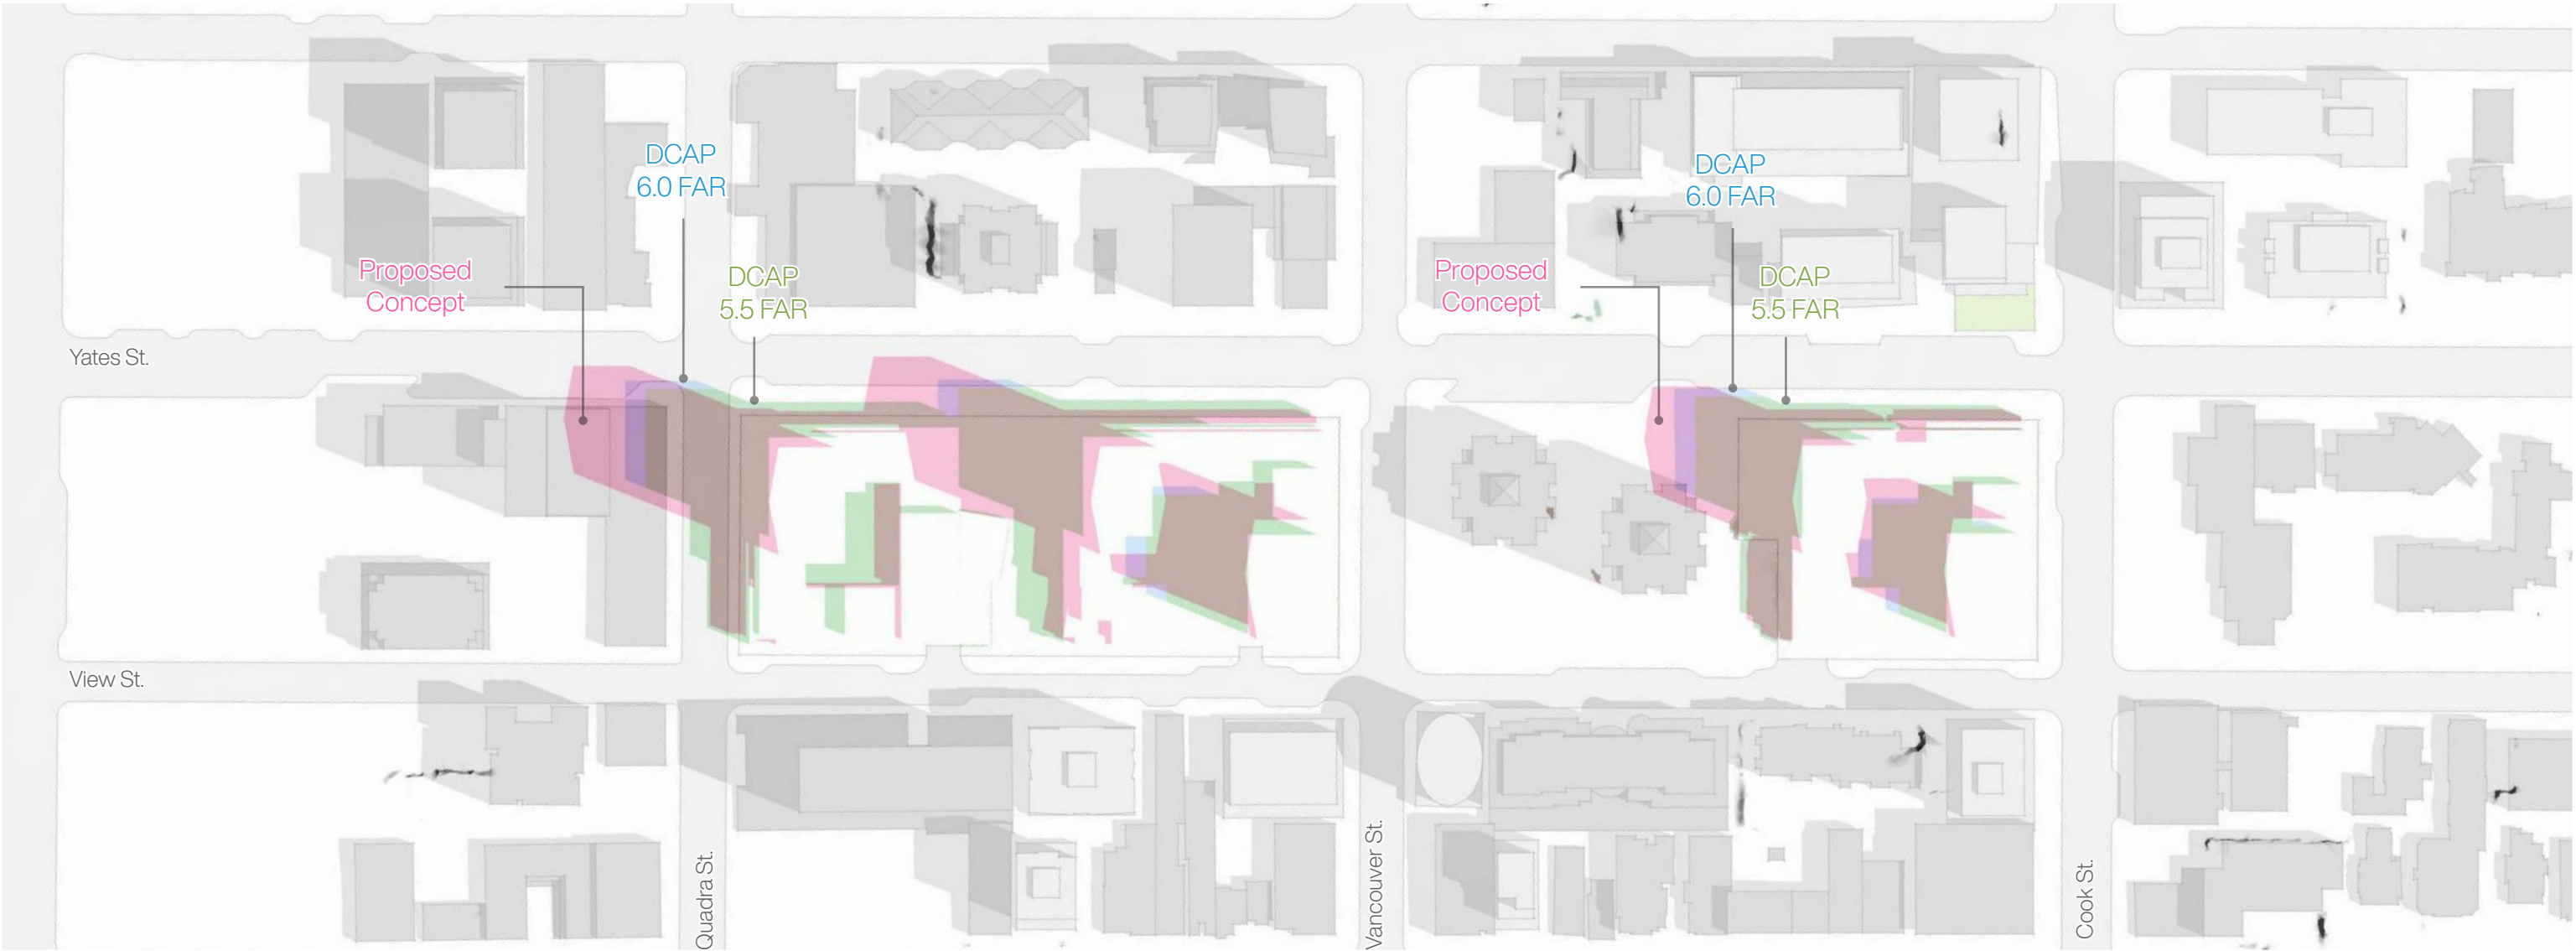 DCAP
6.0 FAR
DCAP
6.0 FAR
Proposed
Concept
DCAP
5.5 FAR
Proposed
Concept
DCAP
5.5 FAR
Yates St.
View St.
Quadra St.
Vancouver St.
Cook St.